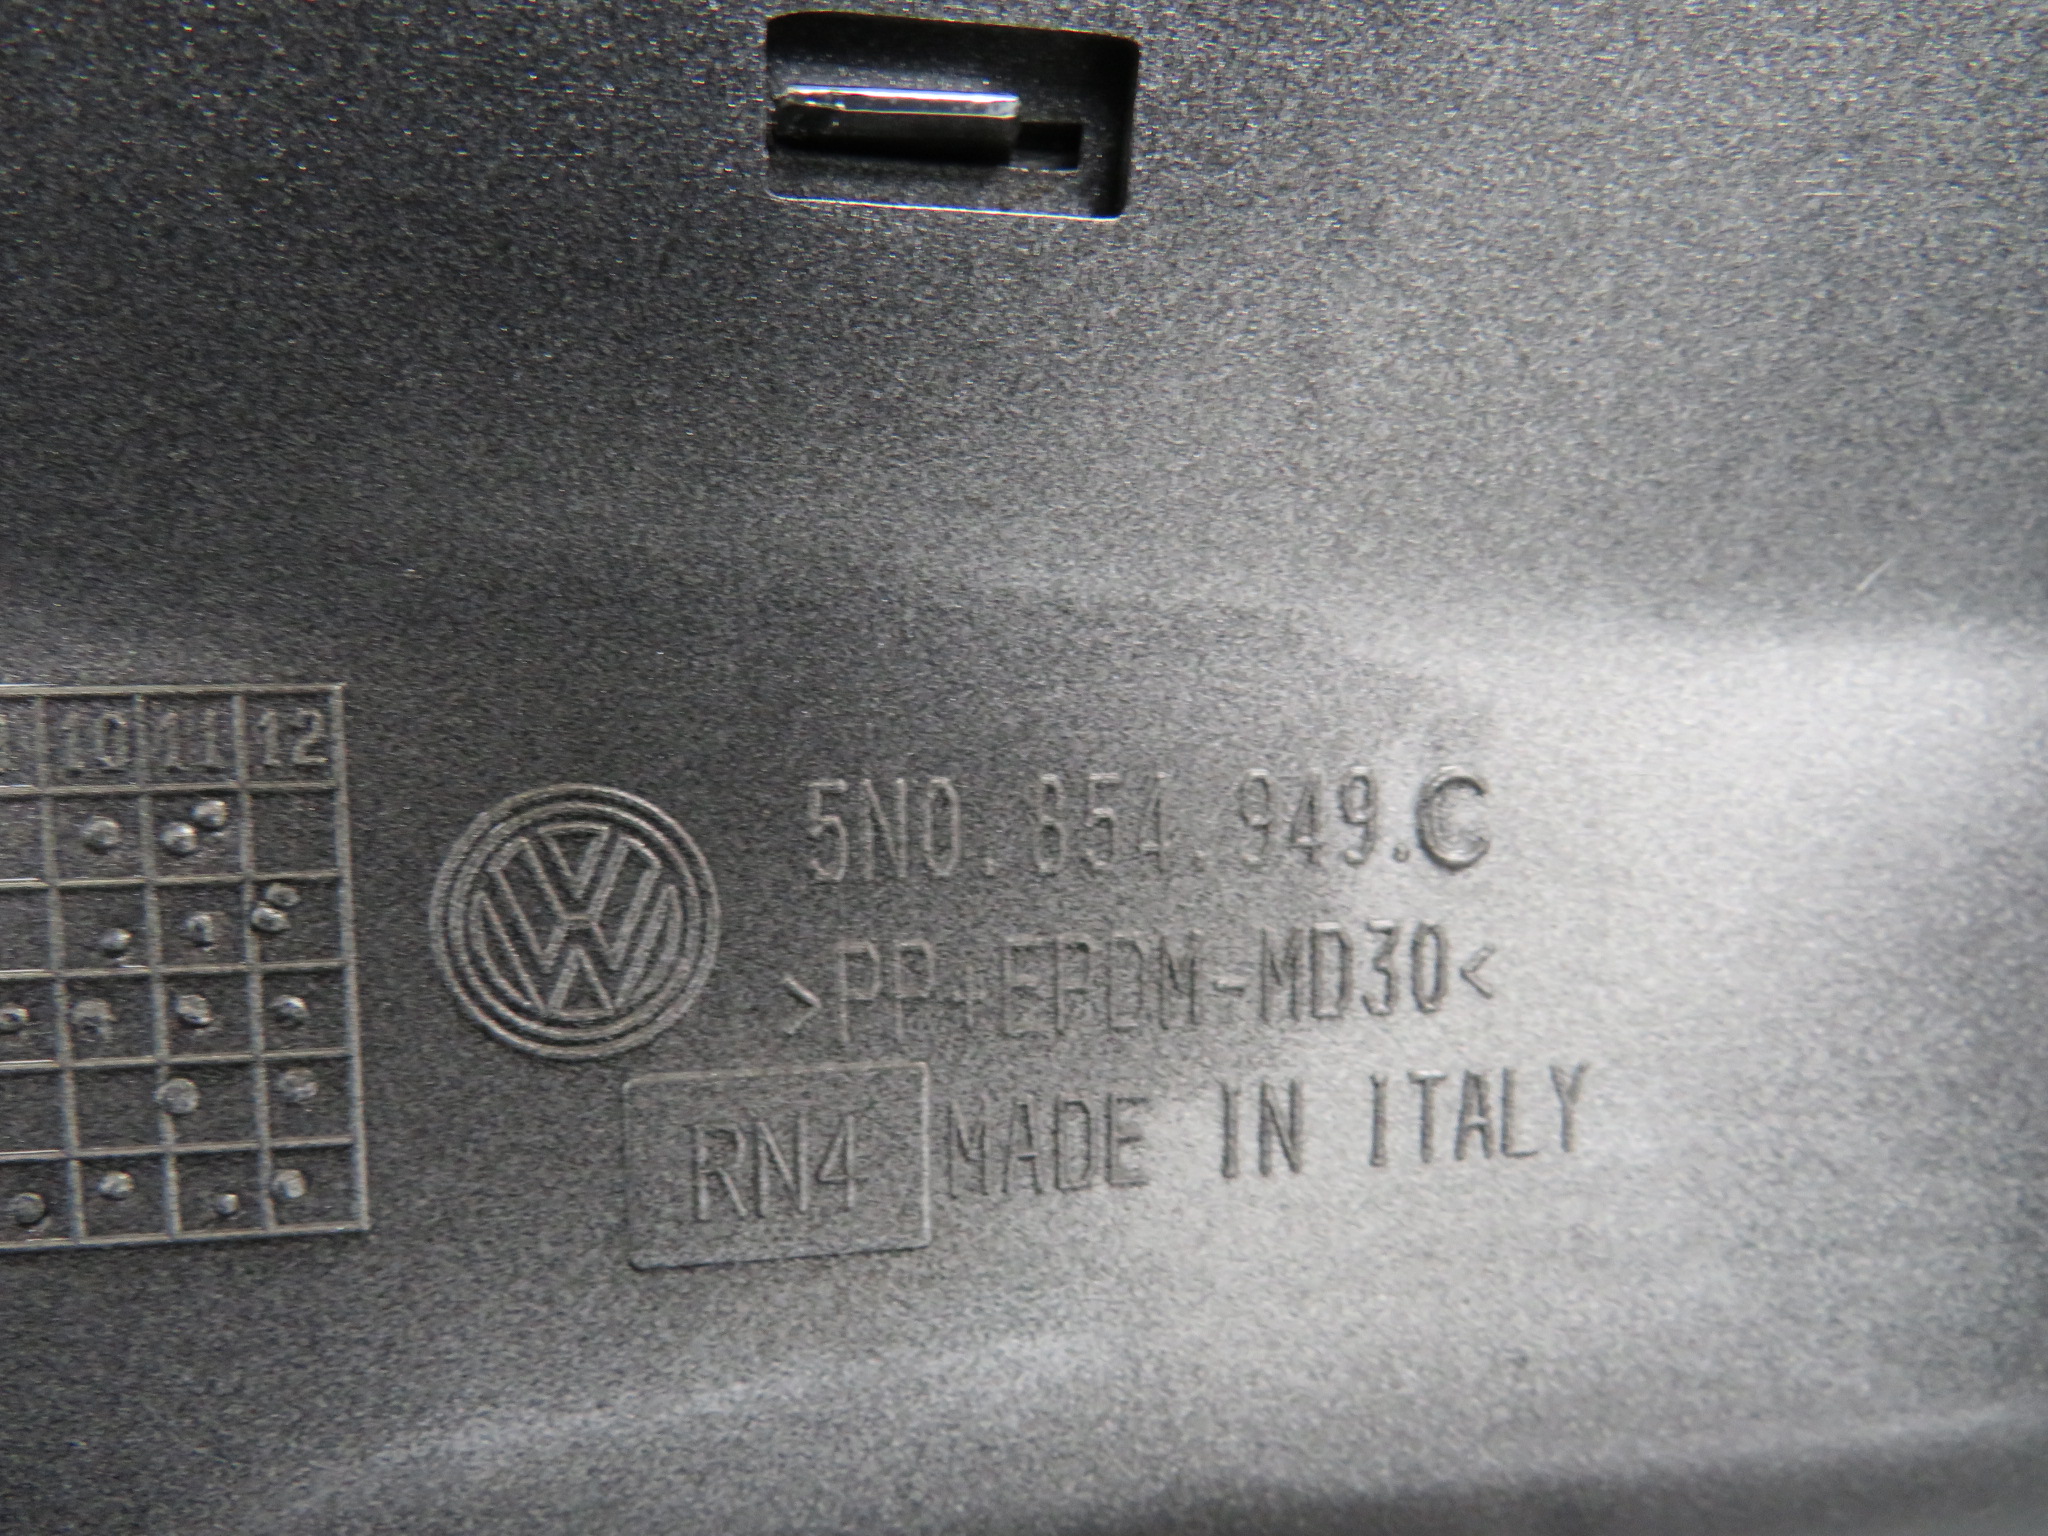 10 11 12
5N0.854.949.C
>PP+EPDM-MD30<
RN4 MADE IN ITALY